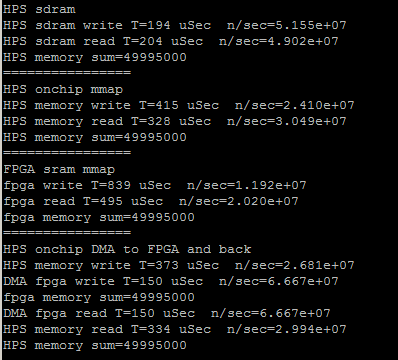 HPS sdram
HPS sdram write T=194 uSec  n/sec=5.155e+07
HPS sdram read T=204 uSec  n/sec=4.902e+07
HPS memory sum=49995000
================
HPS onchip mmap
HPS memory write T=415 uSec  n/sec=2.410e+07
HPS memory read T=328 uSec  n/sec=3.049e+07
HPS memory sum=49995000
================
FPGA sram mmap
fpga write T=839 uSec  n/sec=1.192e+07
fpga read T=495 uSec  n/sec=2.020e+07
fpga memory sum=49995000
================
HPS onchip DMA to FPGA and back
HPS memory write T=373 uSec  n/sec=2.681e+07
DMA fpga write T=150 uSec  n/sec=6.667e+07
fpga memory sum=49995000
DMA fpga read T=150 uSec  n/sec=6.667e+07
HPS memory read T=334 uSec  n/sec=2.994e+07
HPS memory sum=49995000